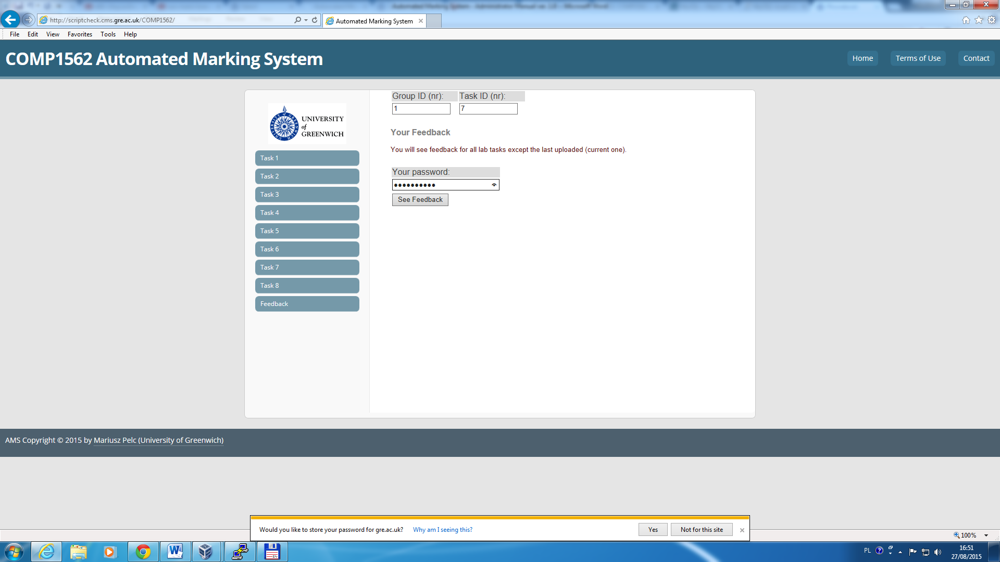 http://scriptcheck.cms.gre.ac.uk/COMP1562/
Automated Marking System
File Edit View Favorites Tools Help
COMP1562 Automated Marking System
Home Terms of Use Contact
Group ID (nr): Task ID (nr):
1 7
UNIVERSITY
of
GREENWICH
Your Feedback
You will see feedback for all lab tasks except the last uploaded (current one).
Your password:
See Feedback
Task 1
Task 2
Task 3
Task 4
Task 5
Task 6
Task 7
Task 8
Feedback
AMS Copyright © 2015 by Mariusz Pelc (University of Greenwich)
Would you like to store your password for gre.ac.uk? Why am I seeing this? Yes Not for this site
100%
PL
16:51
27/08/2015